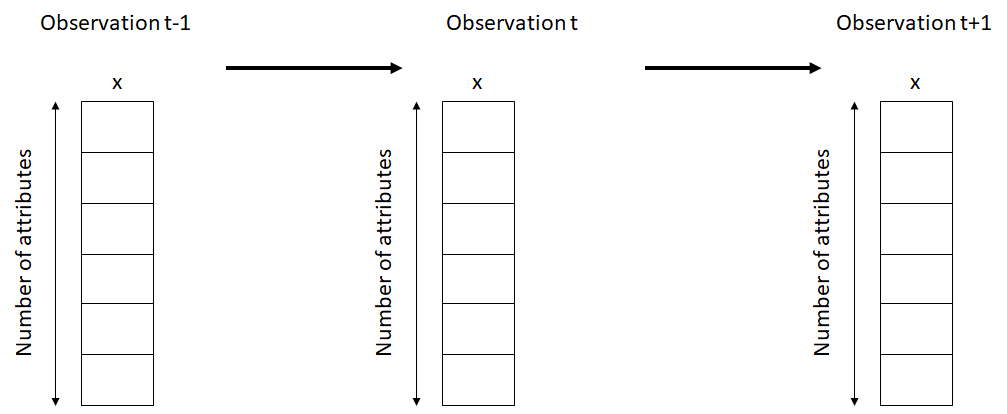 Observation t-1
Observation t
Observation t+1
x
x
x
Number of attributes
Number of attributes
Number of attributes